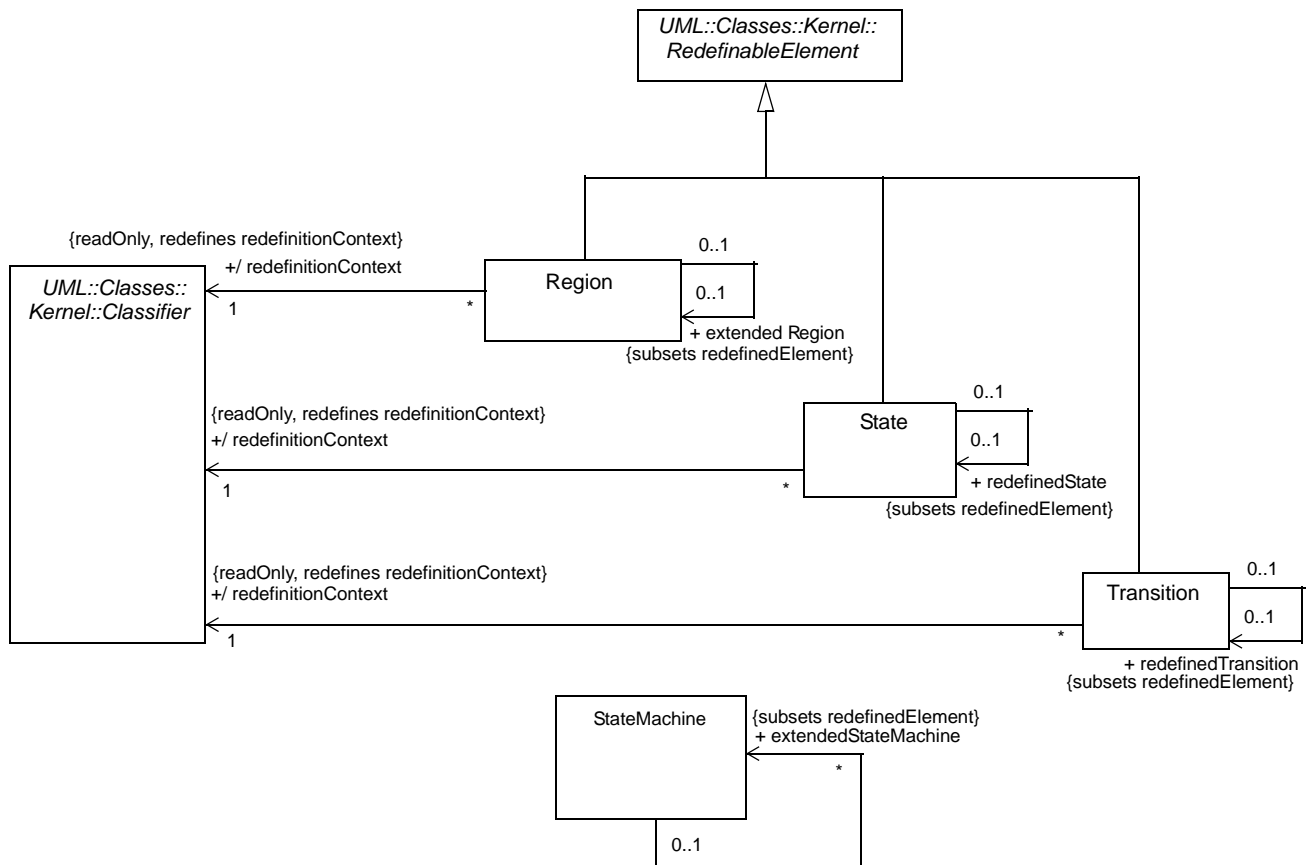 UML::Classes::Kernel::
RedefinableElement
{readOnly, redefines redefinitionContext}
+/ redefinitionContext
1
*
UML::Classes::
Kernel::Classifier
Region
0..1
0..1
+ extended Region
{subsets redefinedElement}
{readOnly, redefines redefinitionContext}
+/ redefinitionContext
1
*
State
0..1
0..1
+ redefinedState
{subsets redefinedElement}
{readOnly, redefines redefinitionContext}
+/ redefinitionContext
1
*
Transition
0..1
0..1
+ redefinedTransition
{subsets redefinedElement}
StateMachine
{subsets redefinedElement}
+ extendedStateMachine
*
0..1